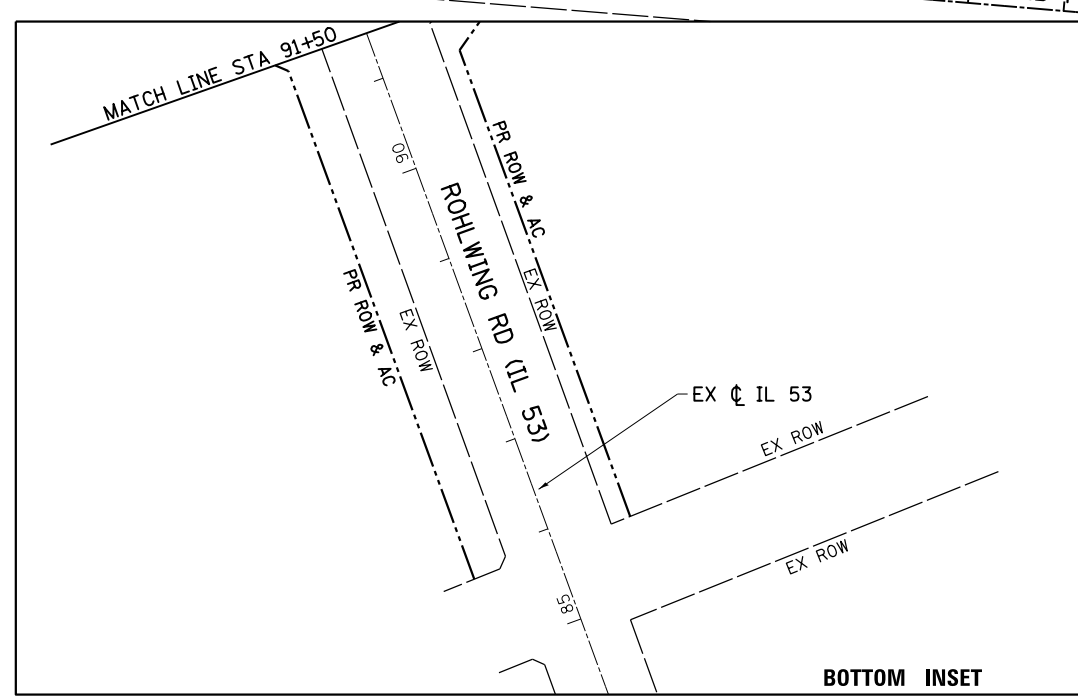 MATCH LINE STA 91+50
90
PR ROW & AC
ROHLWING RD (IL 53)
EX ROW
PR ROW & AC
EX ROW
EX ℄ IL 53
EX ROW
EX ROW
85
BOTTOM INSET